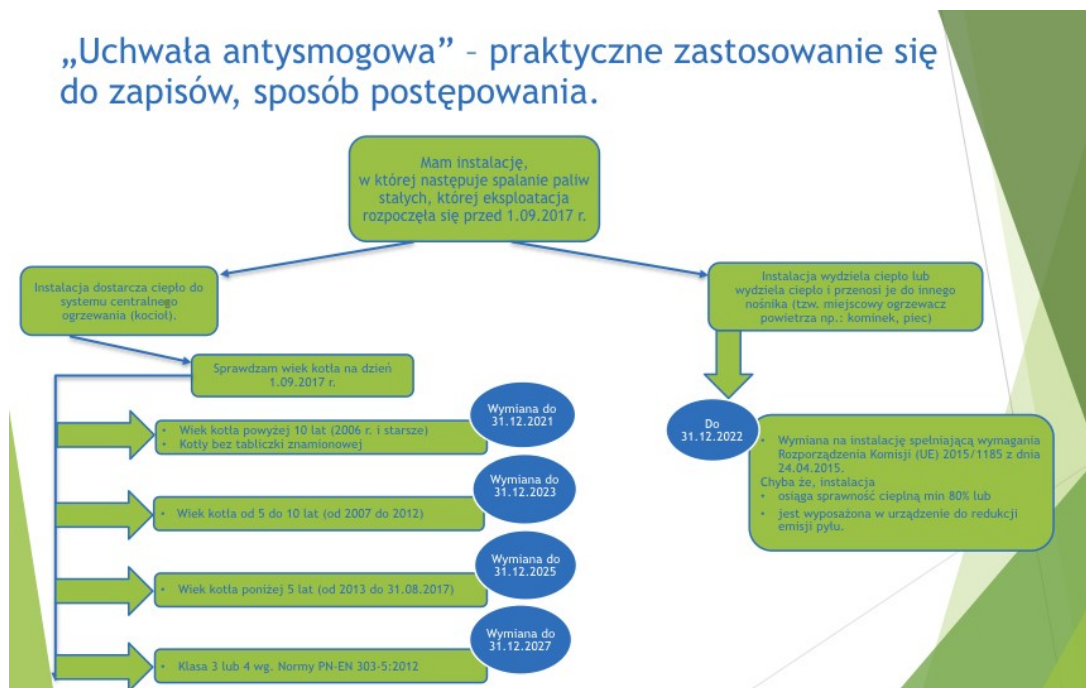 „Uchwała antysmogowa” – praktyczne zastosowanie się
do zapisów, sposób postępowania.
Mam instalację,
w której następuje spalanie paliw
stałych, której eksploatacja
rozpoczęła się przed 1.09.2017 r.
Instalacja dostarcza ciepło do
systemu centralnego
ogrzewania (kocioł).
Instalacja wydziela ciepło lub
wydziela ciepło i przenosi je do innego
nośnika (tzw. miejscowy ogrzewacz
powietrza np.: kominek, piec)
Sprawdzam wiek kotła na dzień
1.09.2017 r.
Wymiana do
31.12.2021
• Wiek kotła powyżej 10 lat (2006 r. i starsze)
• Kotły bez tabliczki znamionowej
Wymiana do
31.12.2023
• Wiek kotła od 5 do 10 lat (od 2007 do 2012)
Wymiana do
31.12.2025
• Wiek kotła poniżej 5 lat (od 2013 do 31.08.2017)
Wymiana do
31.12.2027
• Klasa 3 lub 4 wg. Normy PN-EN 303-5:2012
Do
31.12.2022
• Wymiana na instalację spełniającą wymagania
Rozporządzenia Komisji (UE) 2015/1185 z dnia
24.04.2015.
Chyba że, instalacja
• osiąga sprawność cieplną min 80% lub
• jest wyposażona w urządzenie do redukcji
emisji pyłu.